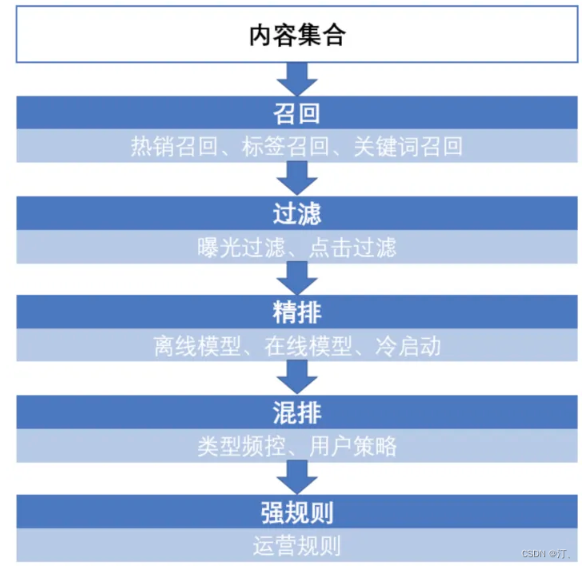 内容集合
召回
热销召回、标签召回、关键词召回
过滤
曝光过滤、点击过滤
精排
离线模型、在线模型、冷启动
混排
类型频控、用户策略
强规则
运营规则
CSDN @汀、